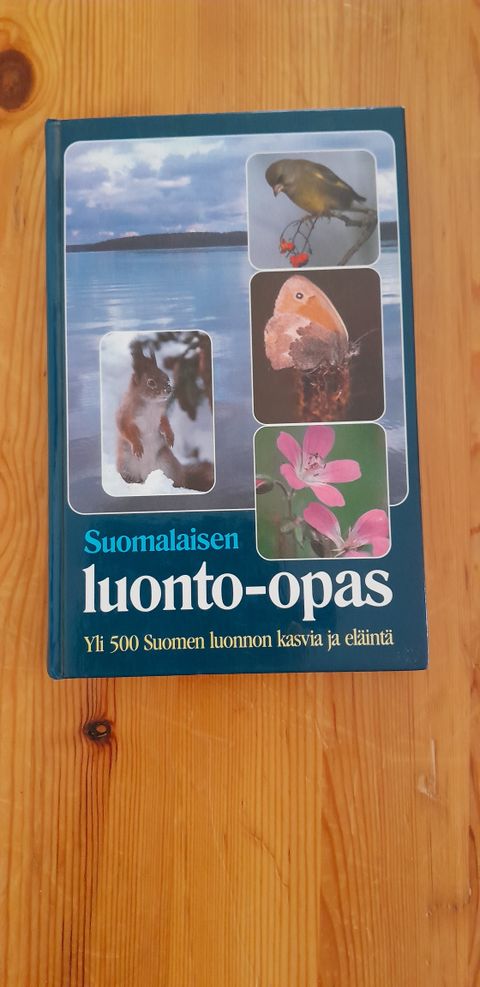 Suomalaisen
luonto-opas
Yli 500 Suomen luonnon kasvia ja eläintä